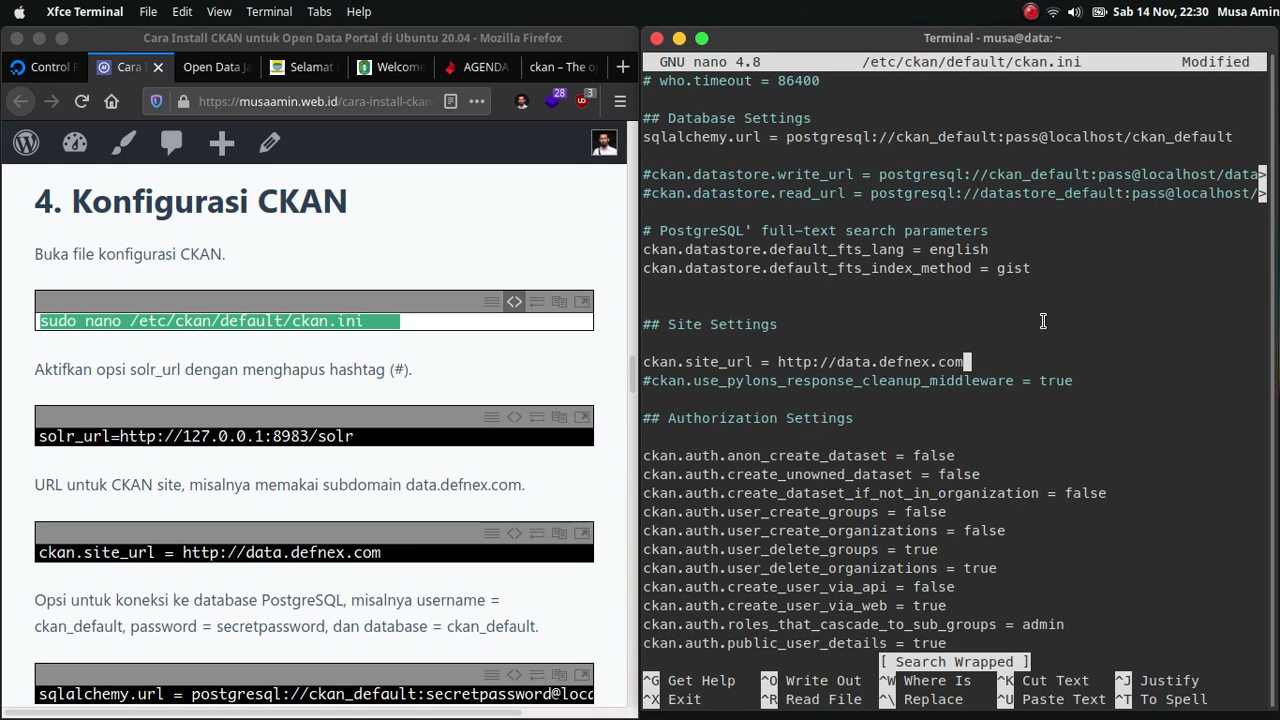 Xfce Terminal File Edit View Terminal Tabs Help
Sab 14 Nov, 22:30 Musa Amin
Cara Install CKAN untuk Open Data Portal di Ubuntu 20.04 - Mozilla Firefox
Control Cara Open Data Ja Selamat Welcome AGENDA ckan – The op
https://musaamin.web.id/cara-install-ckan
28
3
4. Konfigurasi CKAN
Buka file konfigurasi CKAN.
sudo nano /etc/ckan/default/ckan.ini
Aktifkan opsi solr_url dengan menghapus hashtag (#).
solr_url=http://127.0.0.1:8983/solr
URL untuk CKAN site, misalnya memakai subdomain data.defnex.com.
ckan.site_url = http://data.defnex.com
Opsi untuk koneksi ke database PostgreSQL, misalnya username =
ckan_default, password = secretpassword, dan database = ckan_default.
sqlalchemy.url = postgresql://ckan_default:secretpassword@loc
Terminal - musa@data: ~
GNU nano 4.8 /etc/ckan/default/ckan.ini Modified
# who.timeout = 86400
## Database Settings
sqlalchemy.url = postgresql://ckan_default:pass@localhost/ckan_default
#ckan.datastore.write_url = postgresql://ckan_default:pass@localhost/data>
#ckan.datastore.read_url = postgresql://datastore_default:pass@localhost/>
# PostgreSQL' full-text search parameters
ckan.datastore.default_fts_lang = english
ckan.datastore.default_fts_index_method = gist
## Site Settings
ckan.site_url = http://data.defnex.com
#ckan.use_pylons_response_cleanup_middleware = true
## Authorization Settings
ckan.auth.anon_create_dataset = false
ckan.auth.create_unowned_dataset = false
ckan.auth.create_dataset_if_not_in_organization = false
ckan.auth.user_create_groups = false
ckan.auth.user_create_organizations = false
ckan.auth.user_delete_groups = true
ckan.auth.user_delete_organizations = true
ckan.auth.create_user_via_api = false
ckan.auth.create_user_via_web = true
ckan.auth.roles_that_cascade_to_sub_groups = admin
ckan.auth.public_user_details = true
[ Search Wrapped ]
^G Get Help ^O Write Out ^W Where Is ^K Cut Text ^J Justify
^X Exit ^R Read File ^\ Replace ^U Paste Text ^T To Spell